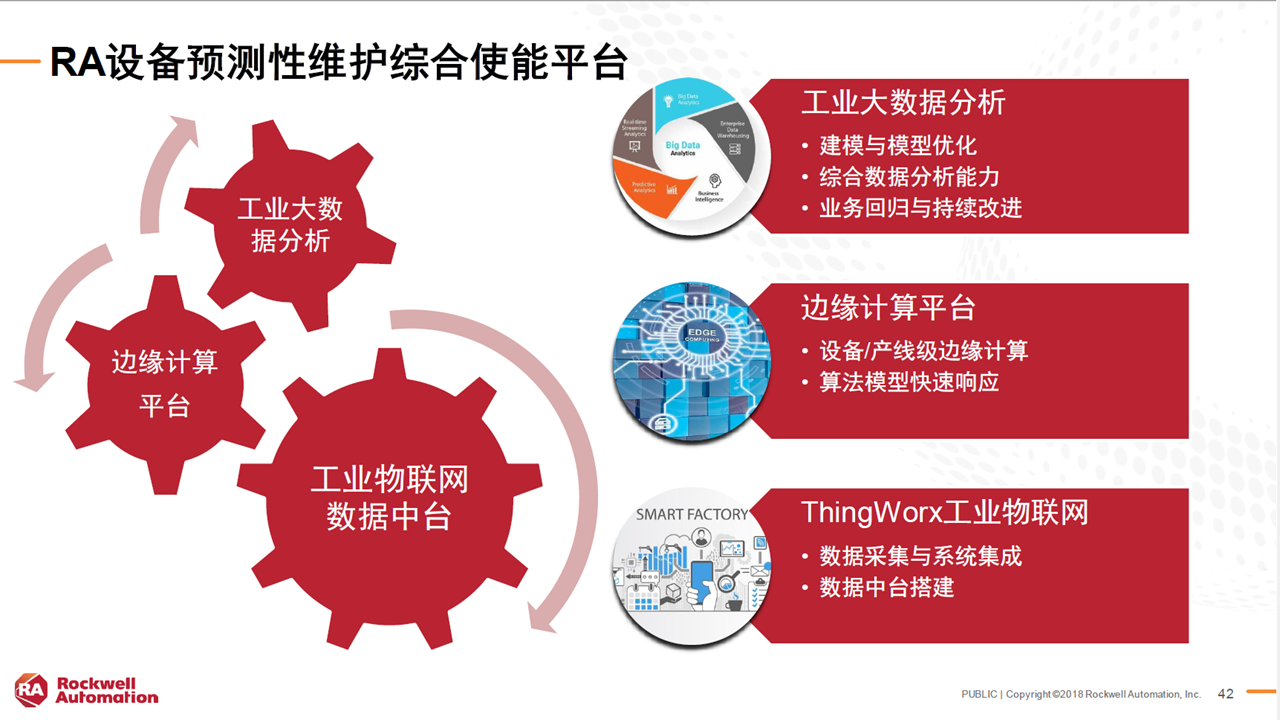 RA设备预测性维护综合使能平台
工业大数
据分析
边缘计算
平台
工业物联网
数据中台
Big Data
Analytics
Real-time
Streaming
Analytics
Enterprise
Data
Warehousing
Big Data
Analytics
Predictive
Analytics
Business
Intelligence
工业大数据分析
• 建模与模型优化
• 综合数据分析能力
• 业务回归与持续改进
EDGE
COMPUTING
边缘计算平台
• 设备/产线级边缘计算
• 算法模型快速响应
SMART FACTORY
ThingWorx工业物联网
• 数据采集与系统集成
• 数据中台搭建
RA
Rockwell
Automation
PUBLIC | Copyright ©2018 Rockwell Automation, Inc.
42